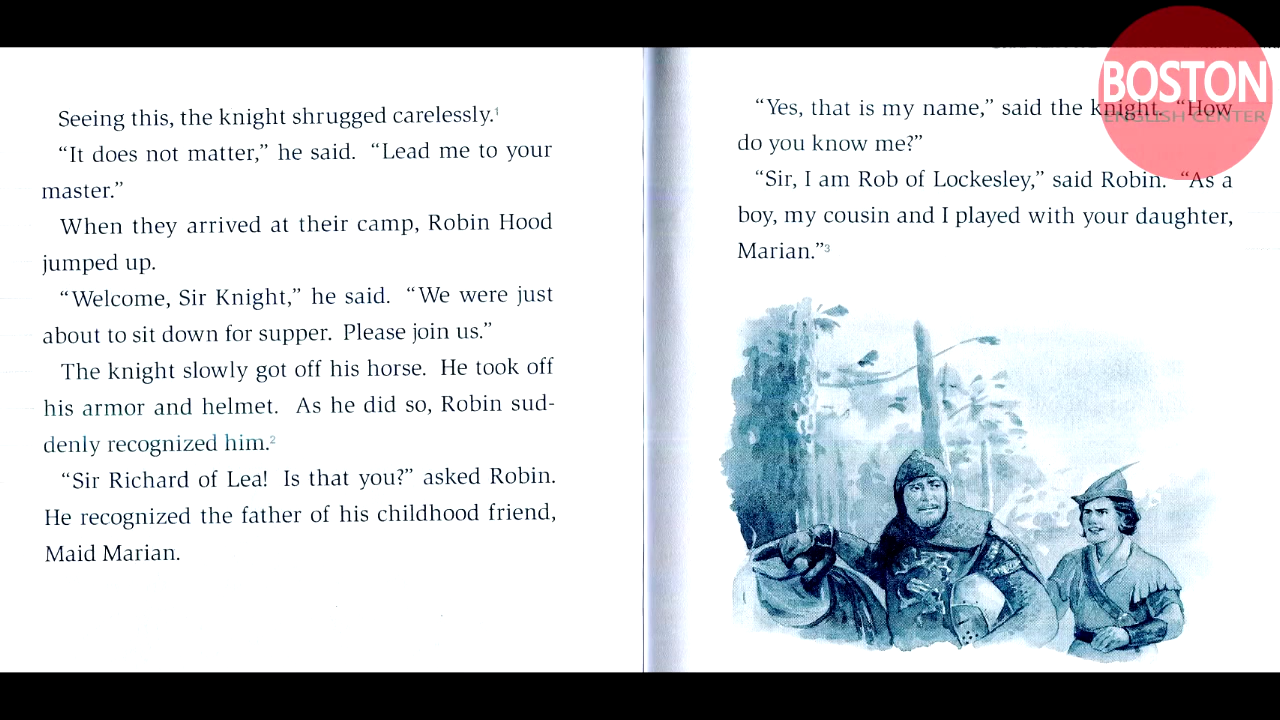 Seeing this, the knight shrugged carelessly.¹
“It does not matter,” he said. “Lead me to your
master.”
When they arrived at their camp, Robin Hood
jumped up.
“Welcome, Sir Knight,” he said. “We were just
about to sit down for supper. Please join us.”
The knight slowly got off his horse. He took off
his armor and helmet. As he did so, Robin sud-
denly recognized him.²
“Sir Richard of Lea! Is that you?” asked Robin.
He recognized the father of his childhood friend,
Maid Marian.
“Yes, that is my name,” said the knight. “How
do you know me?”
“Sir, I am Rob of Lockesley,” said Robin. “As a
boy, my cousin and I played with your daughter,
Marian.”³
BOSTON
ENGLISH CENTER